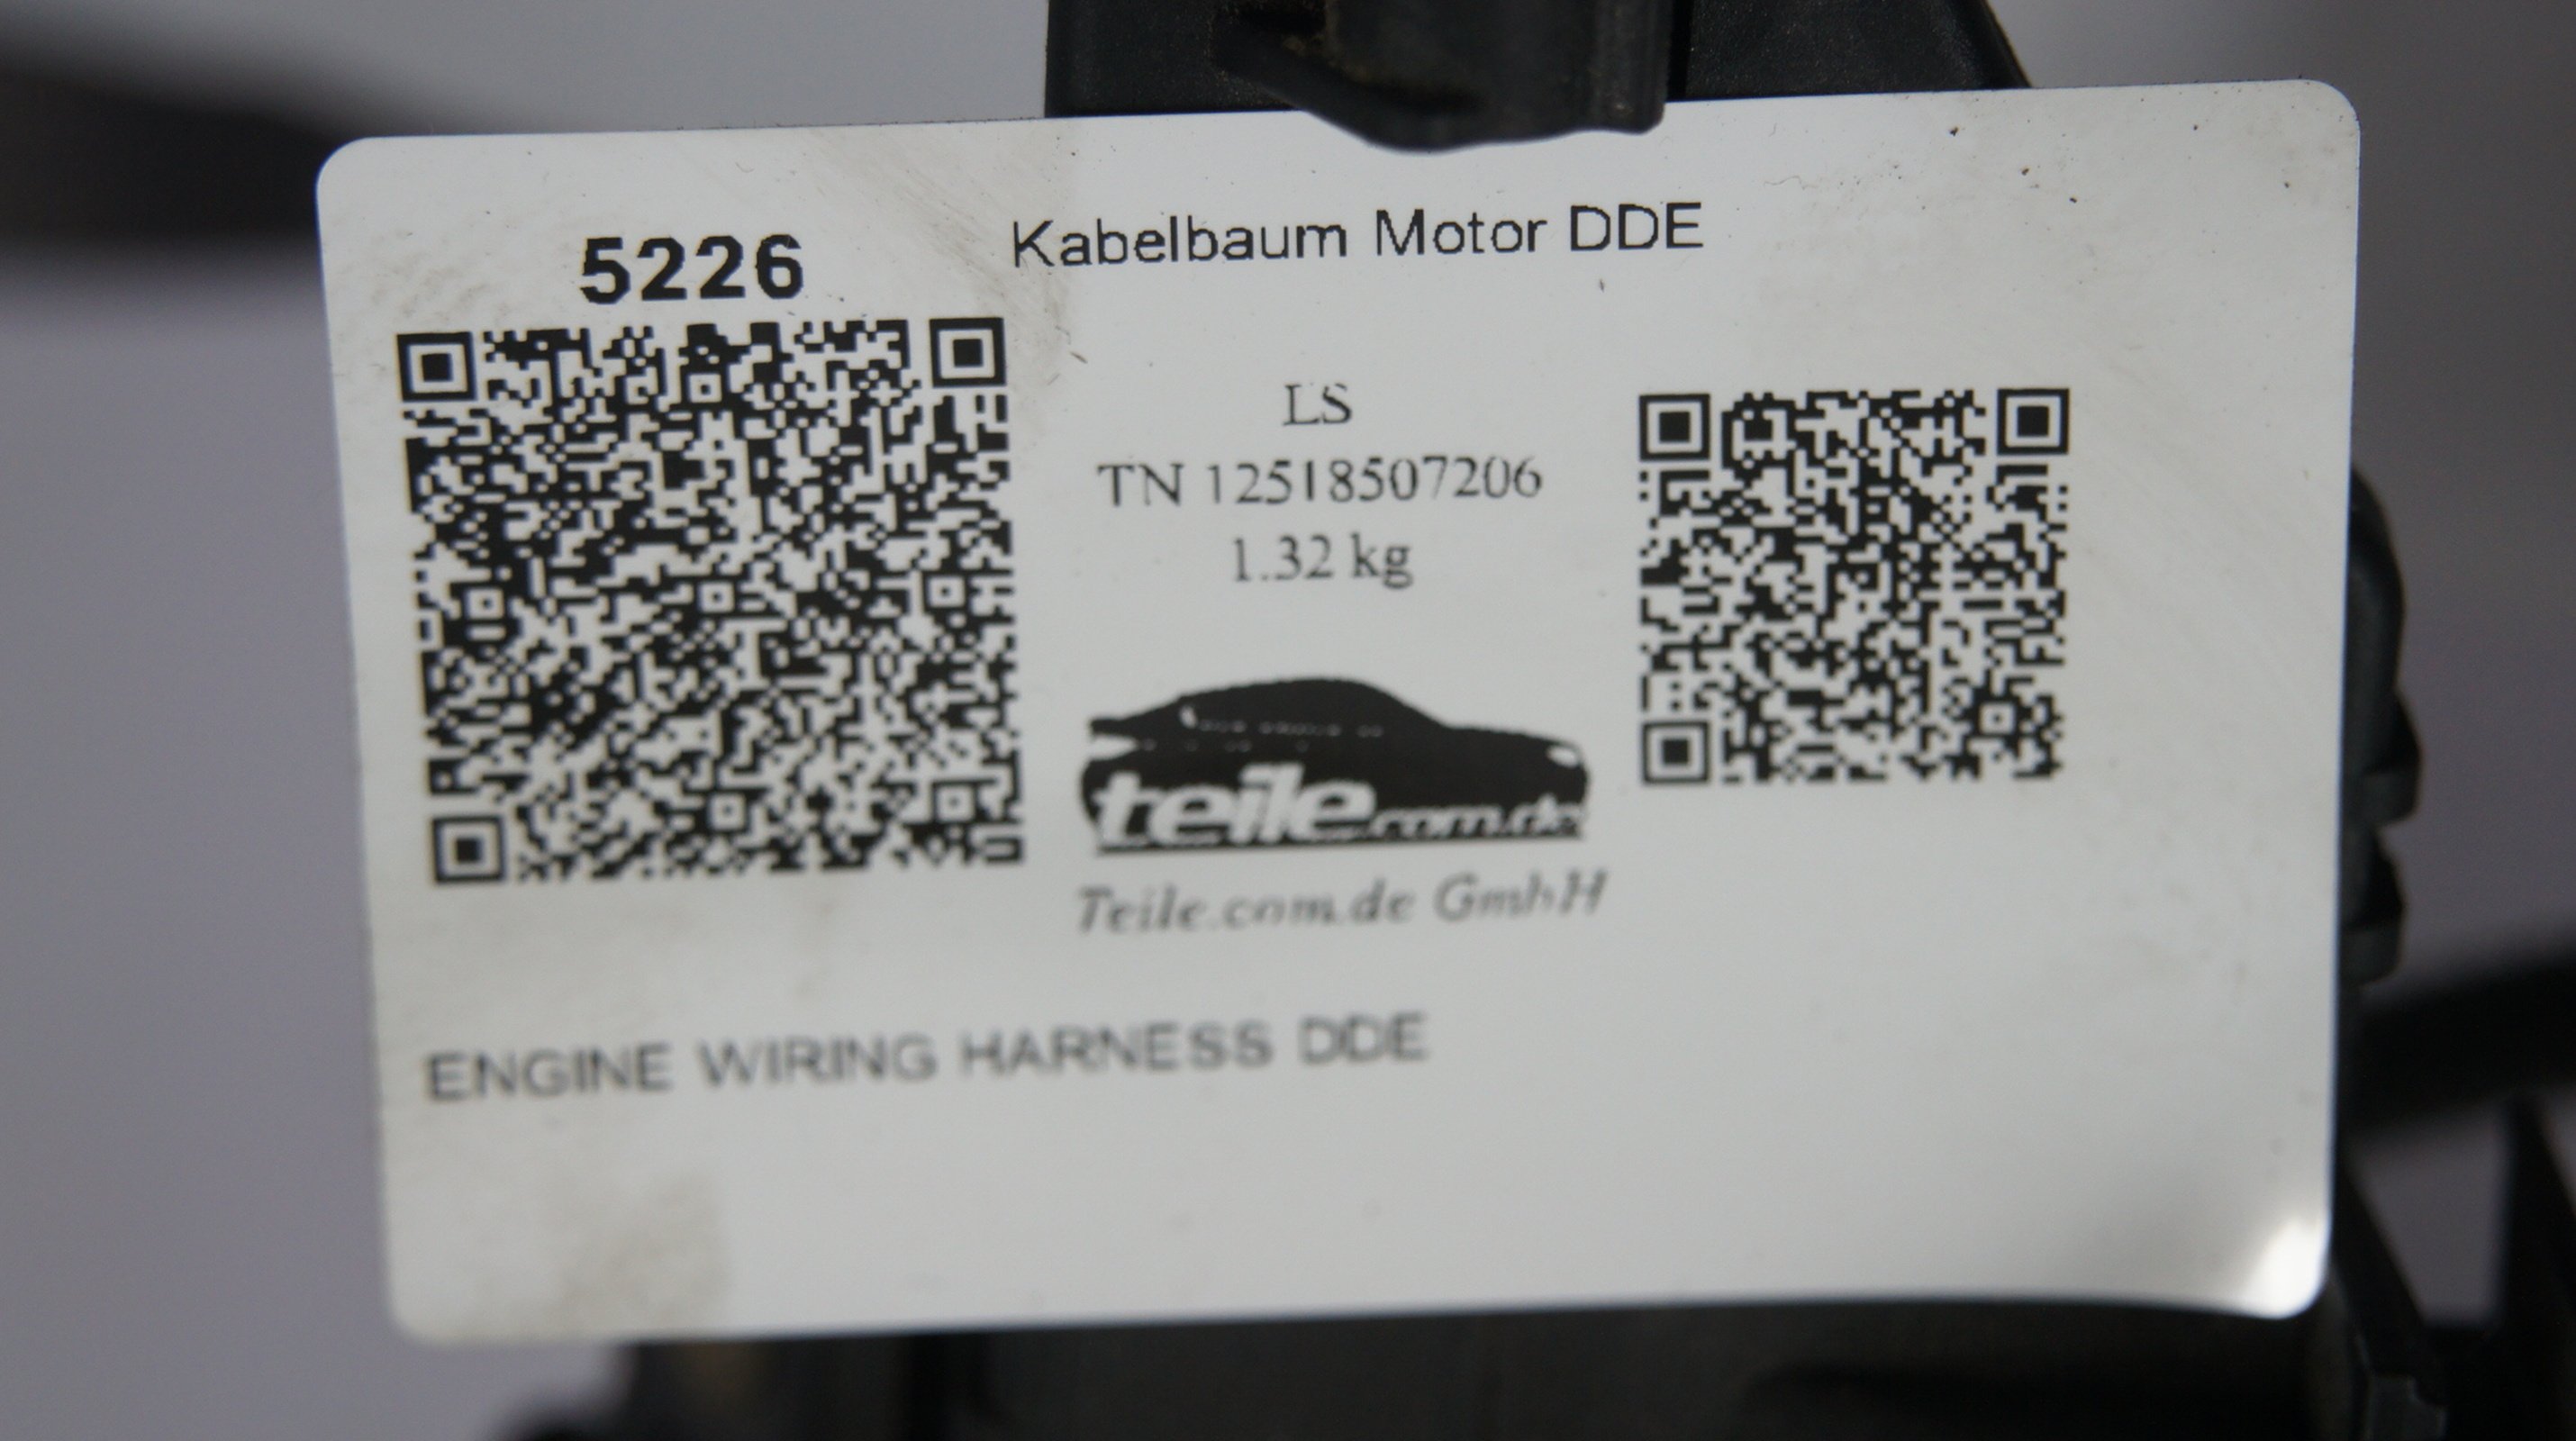 5226
Kabelbaum Motor DDE
LS
TN 12518507206
1.32 kg
teile.com.de
Teile.com.de GmbH
ENGINE WIRING HARNESS DDE